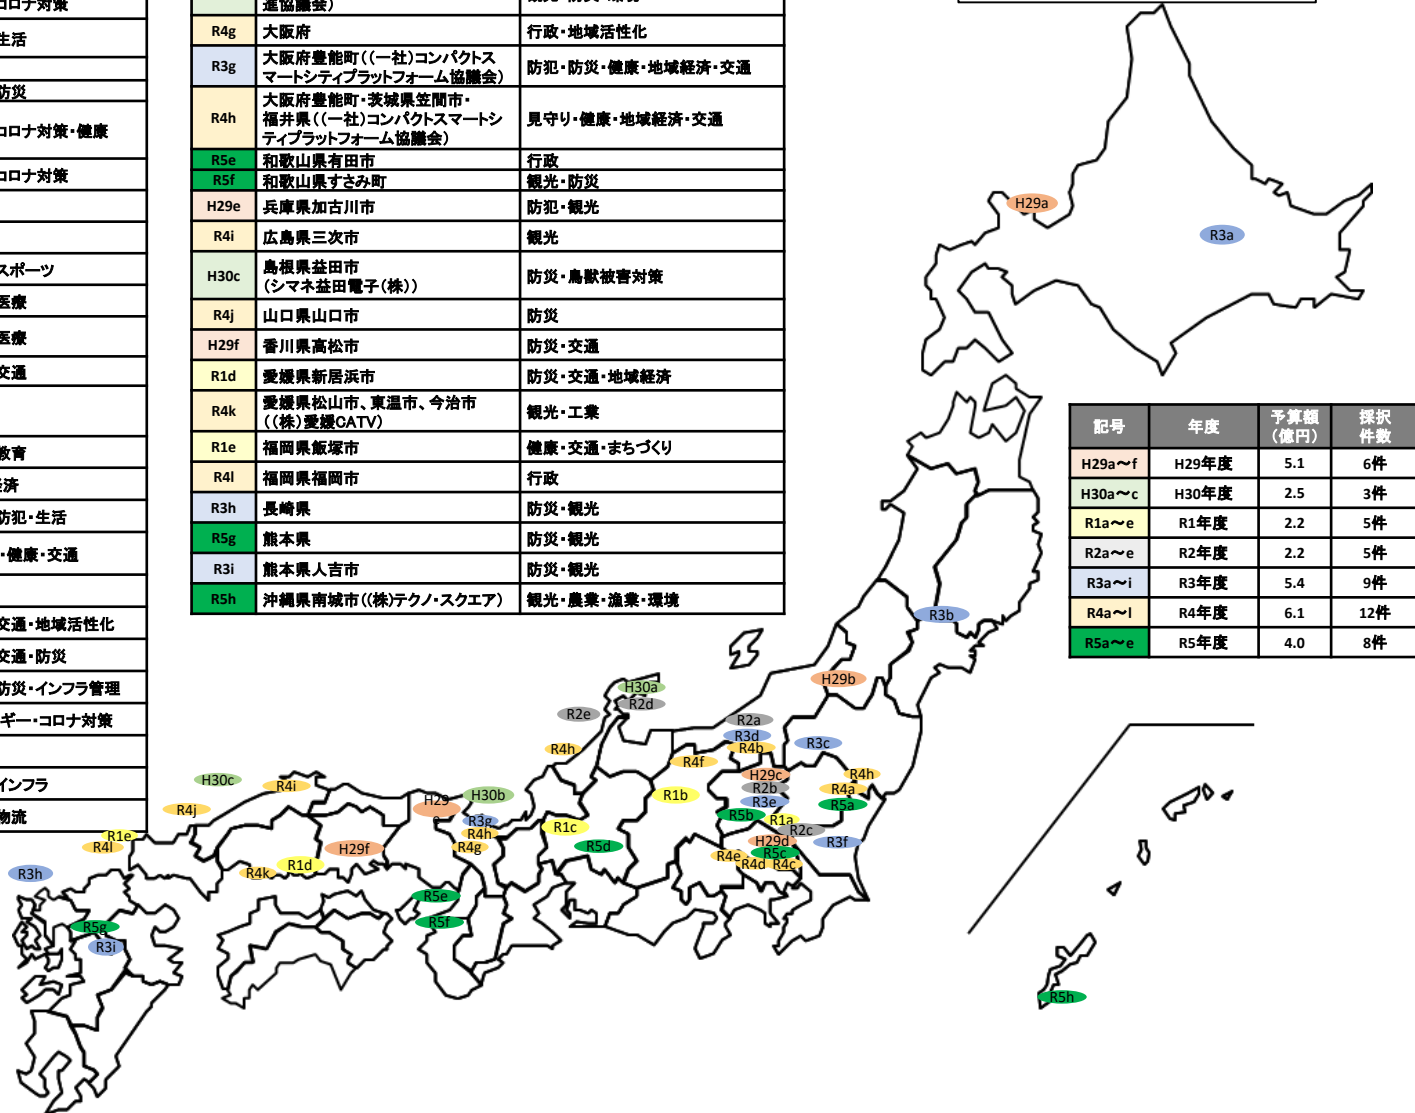 コロナ対策
生活
防災
コロナ対策・健康
コロナ対策
スポーツ
医療
医療
交通
教育
済
防犯・生活
・健康・交通
交通・地域活性化
交通・防災
防災・インフラ管理
ギー・コロナ対策
インフラ
物流
進協議会）
R4g 大阪府 行政・地域活性化
R3g 大阪府豊能町（（一社）コンパクトス
マートシティプラットフォーム協議会） 防犯・防災・健康・地域経済・交通
R4h 大阪府豊能町・茨城県笠間市・
福井県（（一社）コンパクトスマートシ
ティプラットフォーム協議会） 見守り・健康・地域経済・交通
R5e 和歌山県有田市 行政
R5f 和歌山県すさみ町 観光・防災
H29e 兵庫県加古川市 防犯・観光
R4i 広島県三次市 観光
H30c 島根県益田市
（シマネ益田電子（株）） 防災・鳥獣被害対策
R4j 山口県山口市 防災
H29f 香川県高松市 防災・交通
R1d 愛媛県新居浜市 防災・交通・地域経済
R4k 愛媛県松山市、東温市、今治市
（（株）愛媛CATV） 観光・工業
R1e 福岡県飯塚市 健康・交通・まちづくり
R4l 福岡県福岡市 行政
R3h 長崎県 防災・観光
R5g 熊本県 防災・観光
R3i 熊本県人吉市 防災・観光
R5h 沖縄県南城市（（株）テクノ・スクエア） 観光・農業・漁業・環境
記号 年度 予算額
（億円） 採択
件数
H29a～f H29年度 5.1 6件
H30a～c H30年度 2.5 3件
R1a～e R1年度 2.2 5件
R2a～e R2年度 2.2 5件
R3a～i R3年度 5.4 9件
R4a～l R4年度 6.1 12件
R5a～e R5年度 4.0 8件
H29a
R3a
R3b
H29b
H30a
R2d
R2e
R2a
R3d
R4b
R3c
R4h
R4f
H29c
R4h
R2b
R4a
R3e
R5a
R1b
R5b
R1a
R2c
H29d
R3f
R5c
R4e
R4d
R4c
H30c
R4i
R4j
H29
H30b
R3g
R4h
R4g
R1c
R5d
R1e
R4l
H29f
R1d
R4k
R3h
R5e
R5f
R5g
R3i
R5h